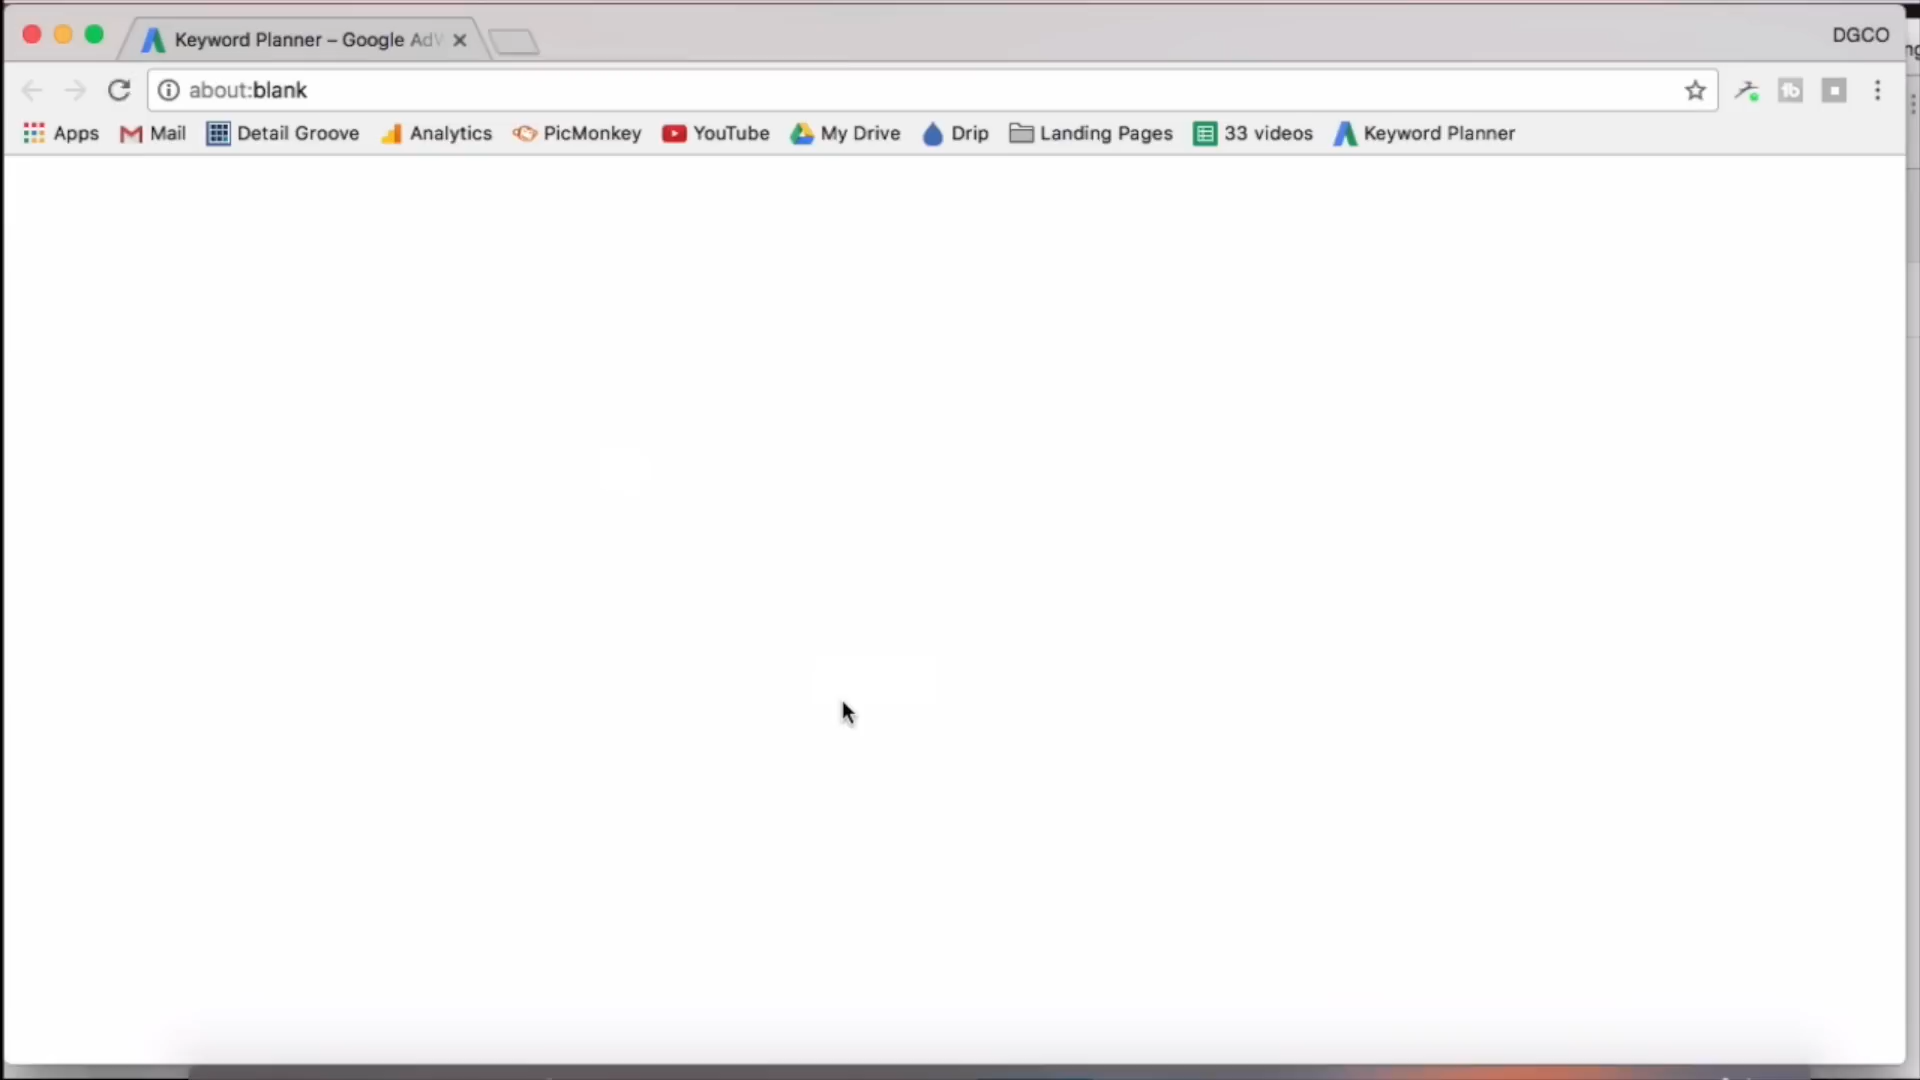 Keyword Planner – Google AdW
DGCO
about:blank
Apps Mail Detail Groove Analytics PicMonkey YouTube My Drive Drip Landing Pages 33 videos Keyword Planner